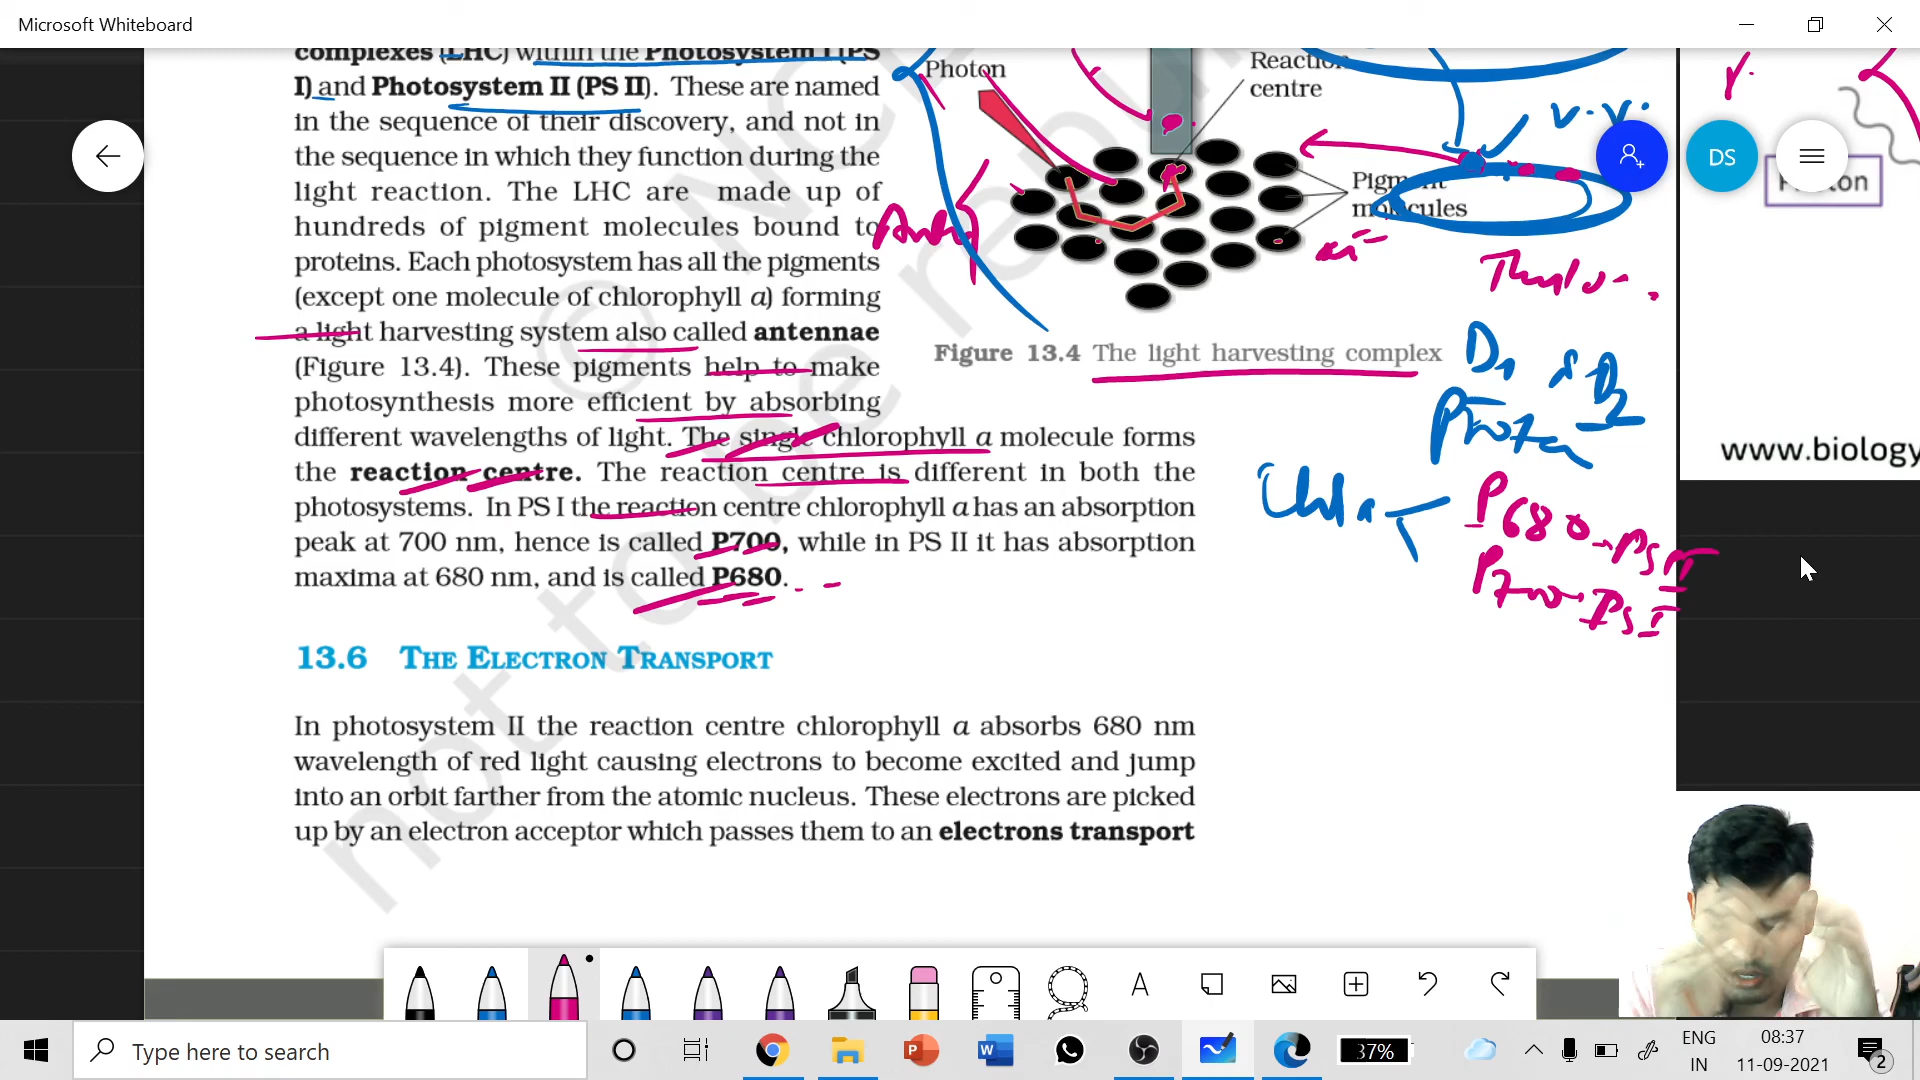 Microsoft Whiteboard
complexes (LHC) within the Photosystem I (PS
I) and Photosystem II (PS II). These are named
in the sequence of their discovery, and not in
the sequence in which they function during the
light reaction. The LHC are made up of
hundreds of pigment molecules bound to
proteins. Each photosystem has all the pigments
(except one molecule of chlorophyll a) forming
a light harvesting system also called antennae
(Figure 13.4). These pigments help to make
photosynthesis more efficient by absorbing
different wavelengths of light. The single chlorophyll a molecule forms
the reaction centre. The reaction centre is different in both the
photosystems. In PS I the reaction centre chlorophyll a has an absorption
peak at 700 nm, hence is called P700, while in PS II it has absorption
maxima at 680 nm, and is called P680.
Photon
Reaction
centre
Pigment
molecules
Figure 13.4 The light harvesting complex
D1 & D2
Chl a
P680 - PS II
P700 - PS I
DS
www.biology
13.6 THE ELECTRON TRANSPORT
In photosystem II the reaction centre chlorophyll a absorbs 680 nm
wavelength of red light causing electrons to become excited and jump
into an orbit farther from the atomic nucleus. These electrons are picked
up by an electron acceptor which passes them to an electrons transport
A
Type here to search
37%
ENG
IN
08:37
11-09-2021
2